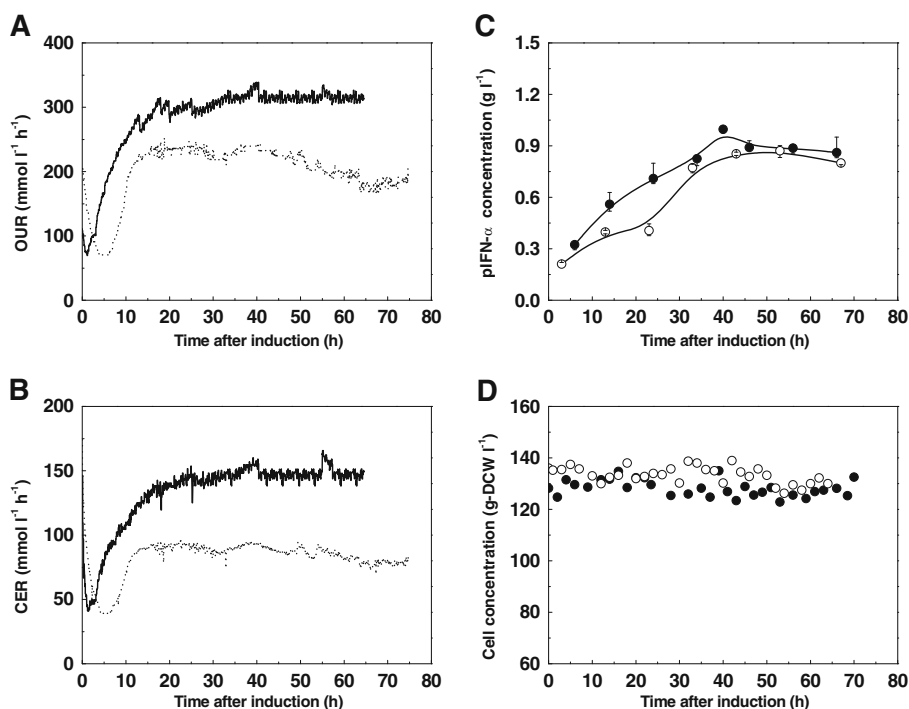 A
400
300
200
100
0
OUR (mmol l⁻¹ h⁻¹)
0 10 20 30 40 50 60 70 80
Time after induction (h)
B
200
150
100
50
0
CER (mmol l⁻¹ h⁻¹)
0 10 20 30 40 50 60 70 80
Time after induction (h)
C
1.5
1.2
0.9
0.6
0.3
0.0
pIFN-α concentration (g l⁻¹)
0 10 20 30 40 50 60 70 80
Time after induction (h)
D
160
140
120
100
80
60
Cell concentration (g-DCW l⁻¹)
0 10 20 30 40 50 60 70 80
Time after induction (h)